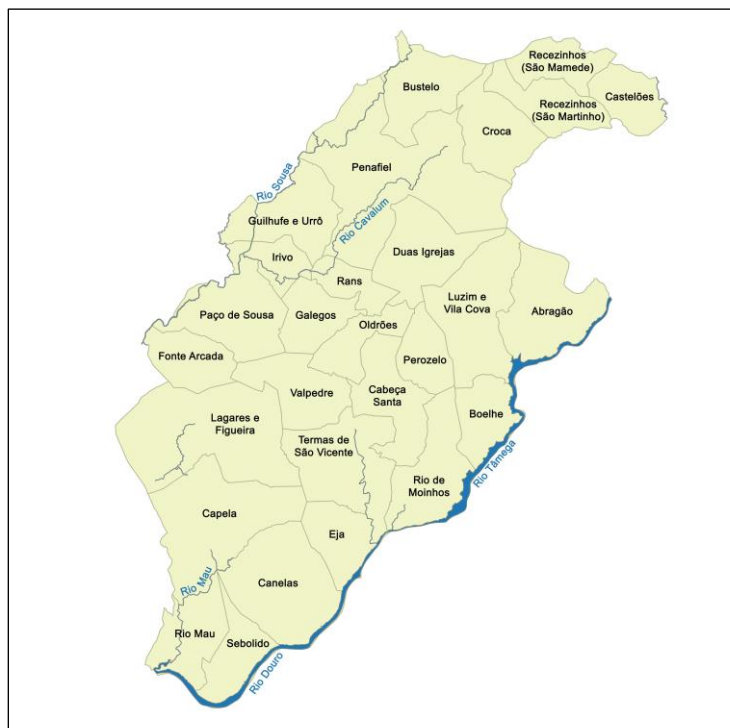 Recezinhos
(São Mamede)
Bustelo
Castelões
Recezinhos
(São Martinho)
Croca
Penafiel
Rio Sousa
Rio Cavalum
Guilhufe e Urrô
Duas Igrejas
Irivo
Rans
Luzim e
Vila Cova
Abragão
Paço de Sousa
Galegos
Oldrões
Fonte Arcada
Perozelo
Valpedre
Cabeça
Santa
Boelhe
Lagares e
Figueira
Termas de
São Vicente
Rio Tâmega
Rio de
Moinhos
Capela
Eja
Rio Mau
Canelas
Rio Mau
Sebolido
Rio Douro